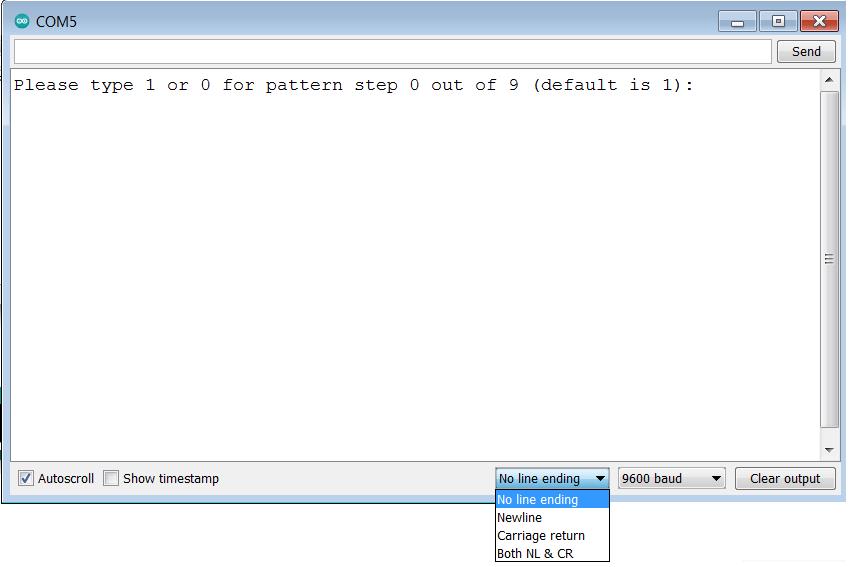 COM5
Send
Please type 1 or 0 for pattern step 0 out of 9 (default is 1):
Autoscroll Show timestamp No line ending 9600 baud Clear output
No line ending
Newline
Carriage return
Both NL & CR